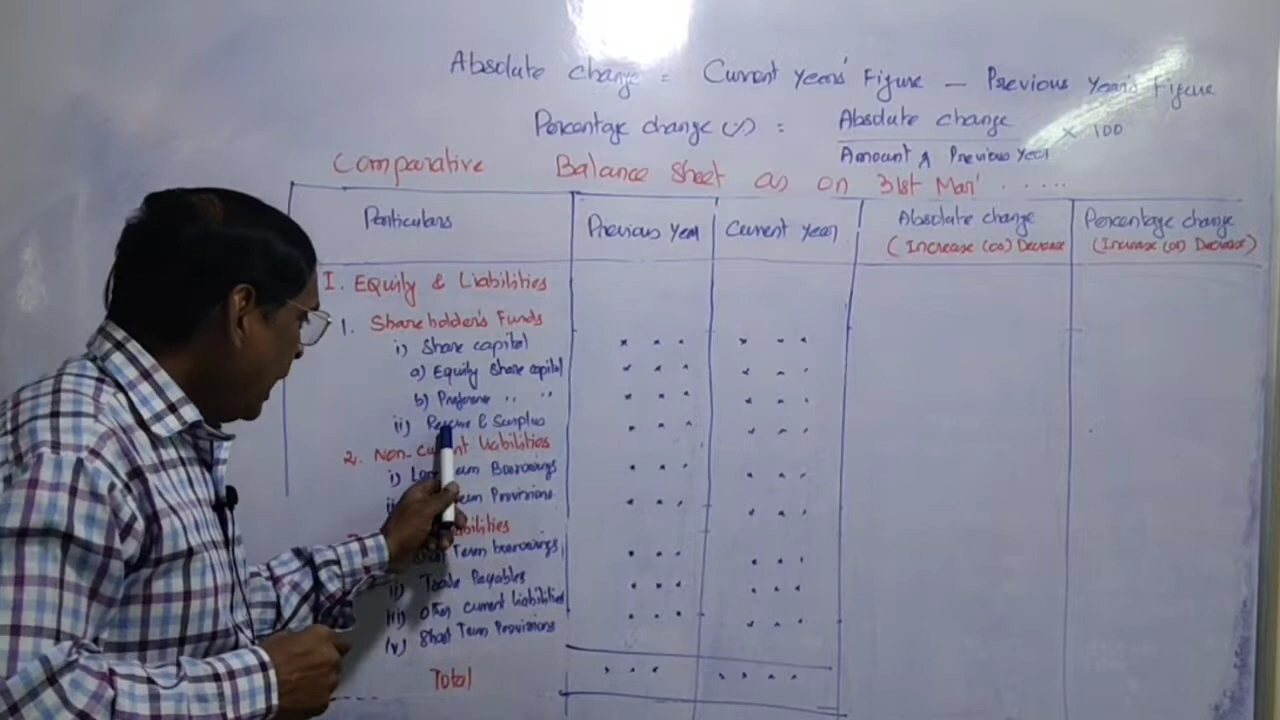 Absolute change = Current Years' Figure — Previous Year's Figure
Percentage change (%) = Absolute change × 100
Amount of Previous Year
Comparative Balance Sheet as on 31st Mar' .....
Particulars Previous Year Current Year Absolute change Percentage change
(Increase (or) Decrease (Increase (or) Decrease)
I. Equity & Liabilities
1. Shareholder's Funds
i) Share capital
a) Equity Share capital
b) Preference " "
ii) Reserve & Surplus
2. Non-current Liabilities
i) Long Term Borrowings
Term Provisions
Liabilities
Short Term borrowings
ii) Trade Payables
iii) Other current liabilities
iv) Short Term Provisions
Total